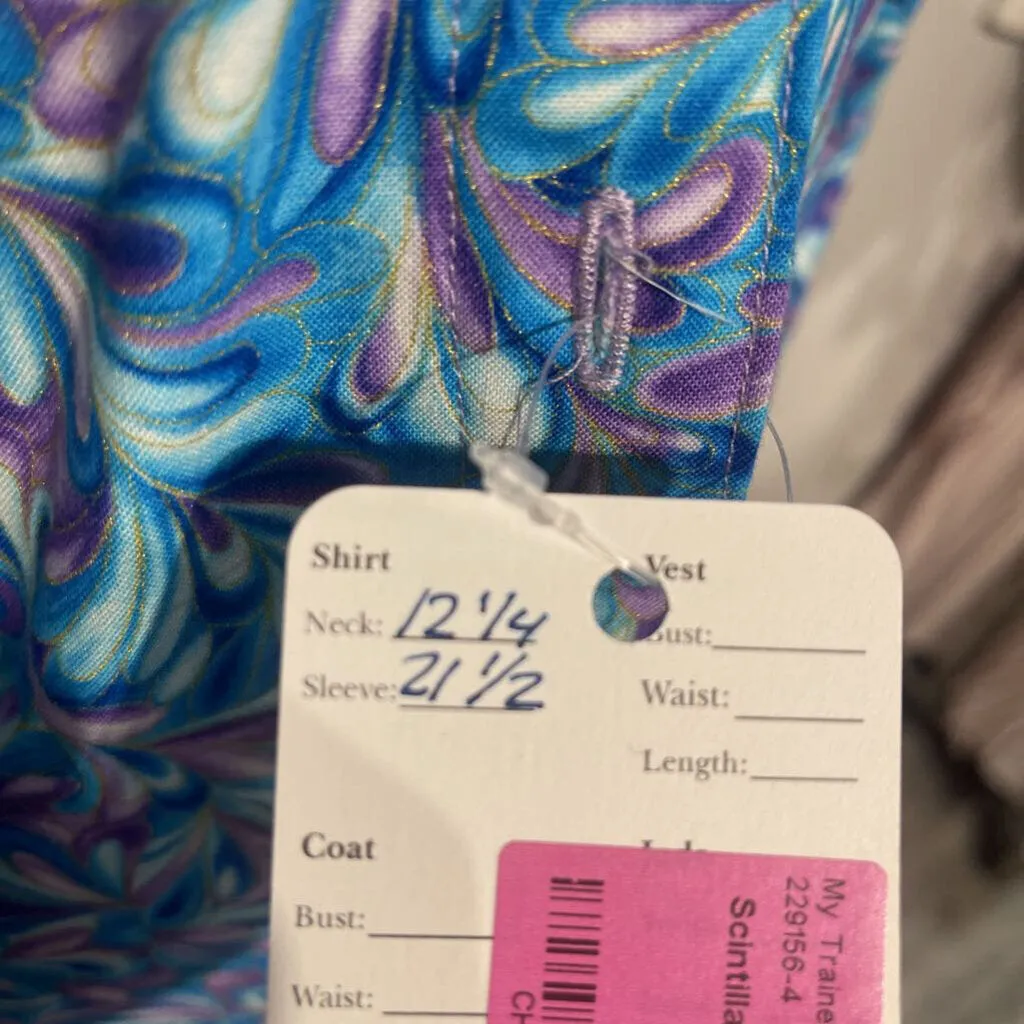 Shirt
Neck: 12 1/4
Sleeve: 21 1/2
Vest
Bust:
Waist:
Length:
Coat
Bust:
Waist:
My Traine
229156-4
Scintilla
CH